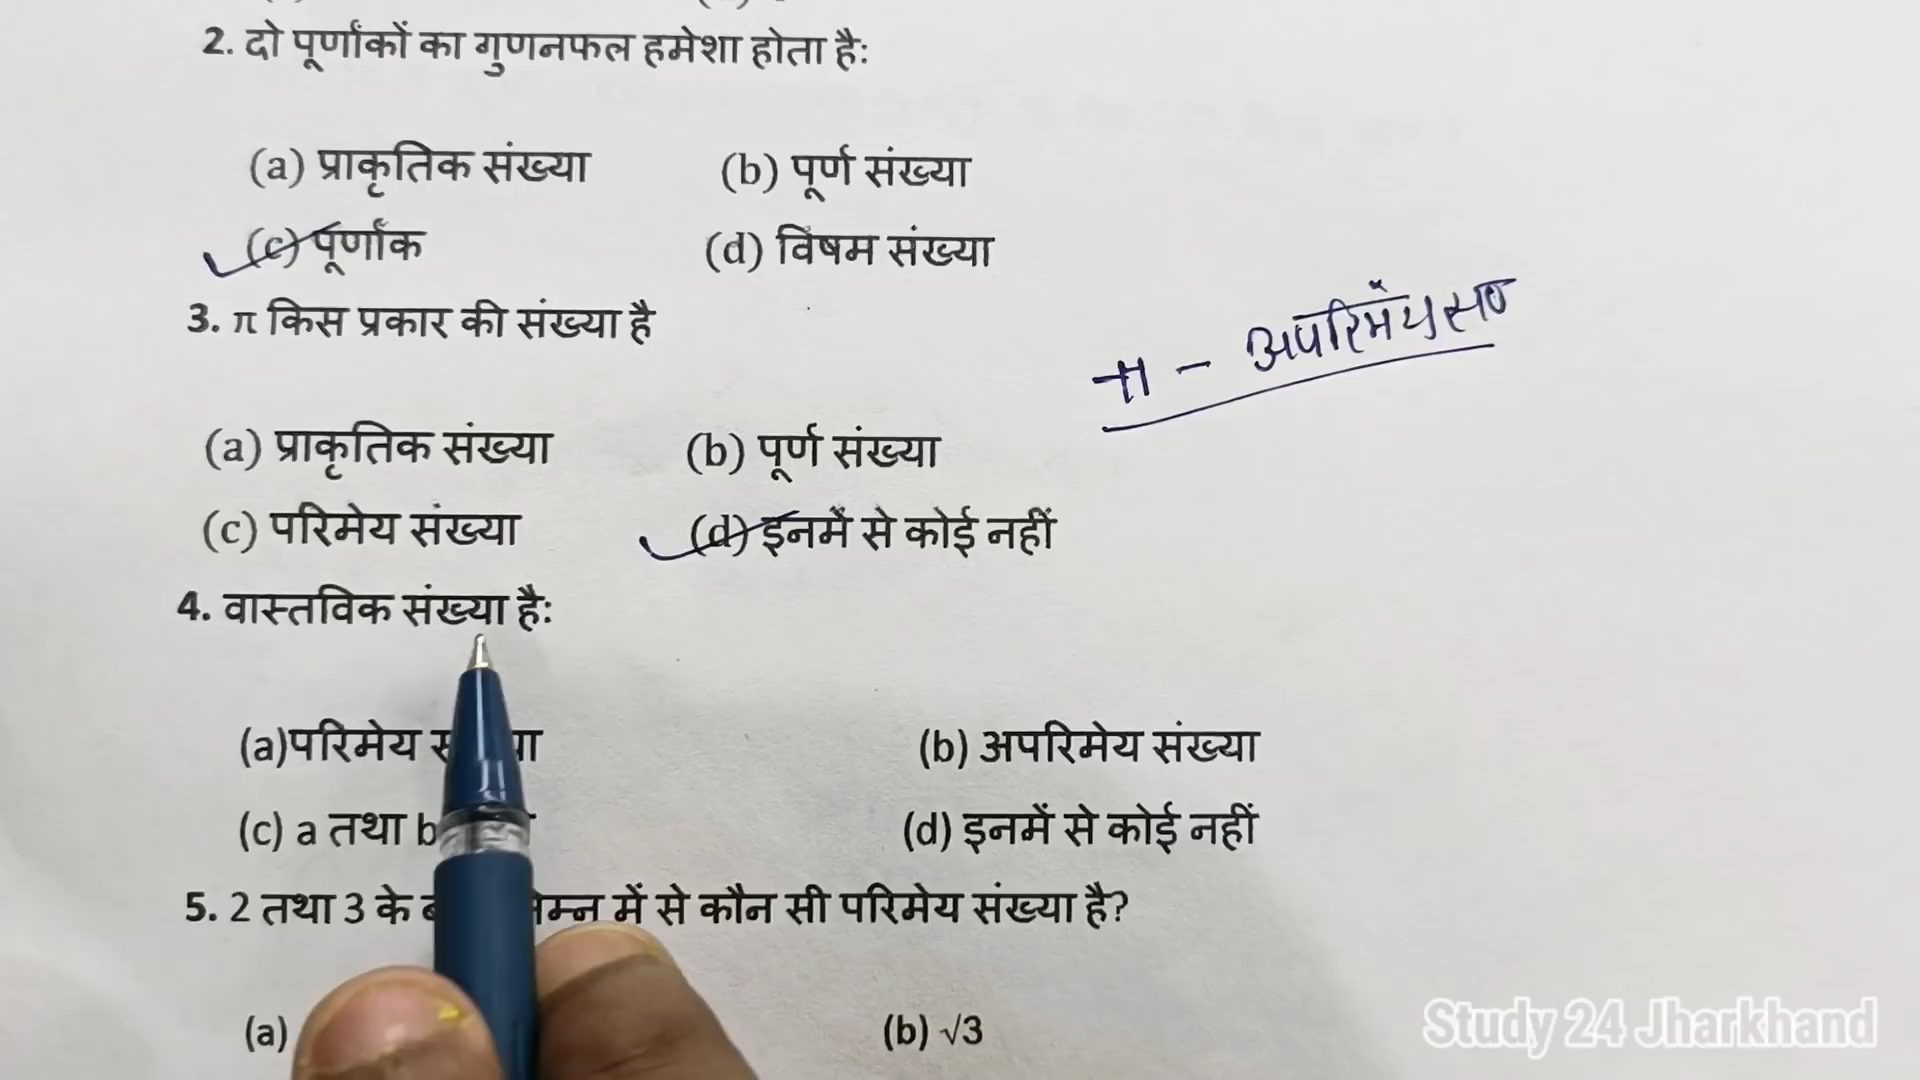 2. दो पूर्णांकों का गुणनफल हमेशा होता है:
(a) प्राकृतिक संख्या (b) पूर्ण संख्या
(c) पूर्णांक (d) विषम संख्या
3. π किस प्रकार की संख्या है
π - अपरिमेय
(a) प्राकृतिक संख्या (b) पूर्ण संख्या
(c) परिमेय संख्या (d) इनमें से कोई नहीं
4. वास्तविक संख्या है:
(a)परिमेय (b) अपरिमेय संख्या
(c) a तथा b (d) इनमें से कोई नहीं
5. 2 तथा 3 के में से कौन सी परिमेय संख्या है?
(a) (b) √3
Study 24 Jharkhand